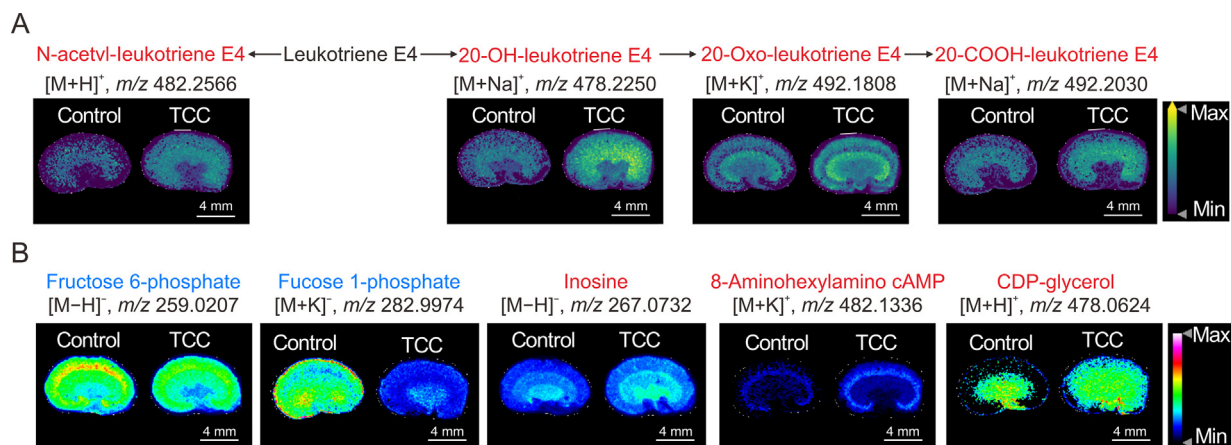 A
N-acetvl-leukotriene E4 Leukotriene E4 20-OH-leukotriene E4 20-Oxo-leukotriene E4 20-COOH-leukotriene E4
[M+H]⁺, m/z 482.2566 [M+Na]⁺, m/z 478.2250 [M+K]⁺, m/z 492.1808 [M+Na]⁺, m/z 492.2030
Control TCC Control TCC Control TCC Control TCC Max
4 mm 4 mm 4 mm 4 mm Min
B
Fructose 6-phosphate Fucose 1-phosphate Inosine 8-Aminohexylamino cAMP CDP-glycerol
[M−H]⁻, m/z 259.0207 [M+K]⁻, m/z 282.9974 [M−H]⁻, m/z 267.0732 [M+K]⁺, m/z 482.1336 [M+H]⁺, m/z 478.0624
Control TCC Control TCC Control TCC Control TCC Control TCC Max
4 mm 4 mm 4 mm 4 mm 4 mm Min